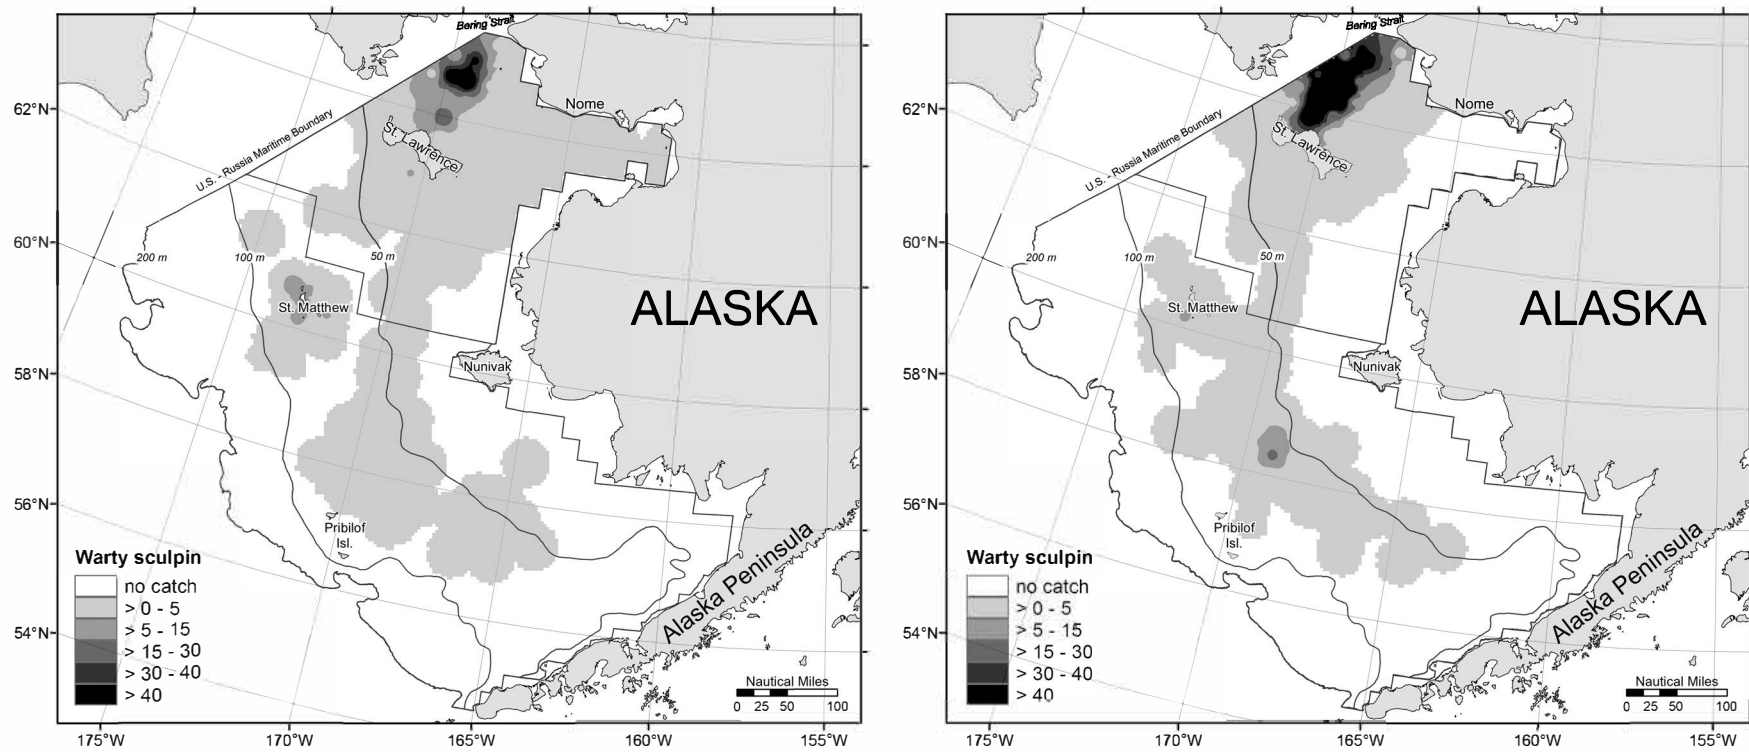 Bering Strait
62°N
Nome
St. Lawrence
U.S. - Russia Maritime Boundary
60°N
200 m
100 m
50 m
St. Matthew
ALASKA
58°N
Nunivak
56°N
Pribilof
Isl.
Alaska Peninsula
Warty sculpin
no catch
> 0 - 5
> 5 - 15
> 15 - 30
> 30 - 40
> 40
54°N
Nautical Miles
0 25 50 100
175°W 170°W 165°W 160°W 155°W
Bering Strait
62°N
Nome
St. Lawrence
U.S. - Russia Maritime Boundary
60°N
200 m
100 m
50 m
St. Matthew
ALASKA
58°N
Nunivak
56°N
Pribilof
Isl.
Alaska Peninsula
Warty sculpin
no catch
> 0 - 5
> 5 - 15
> 15 - 30
> 30 - 40
> 40
54°N
Nautical Miles
0 25 50 100
175°W 170°W 165°W 160°W 155°W